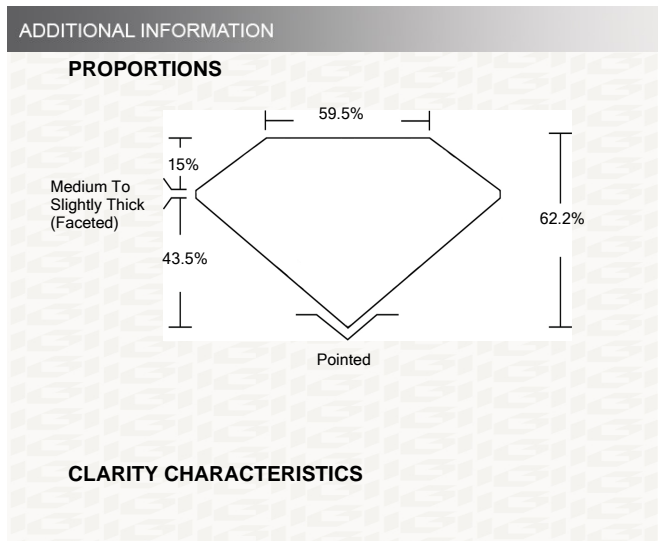 ADDITIONAL INFORMATION
PROPORTIONS
59.5%
15%
Medium To
Slightly Thick
(Faceted)
62.2%
43.5%
Pointed
CLARITY CHARACTERISTICS